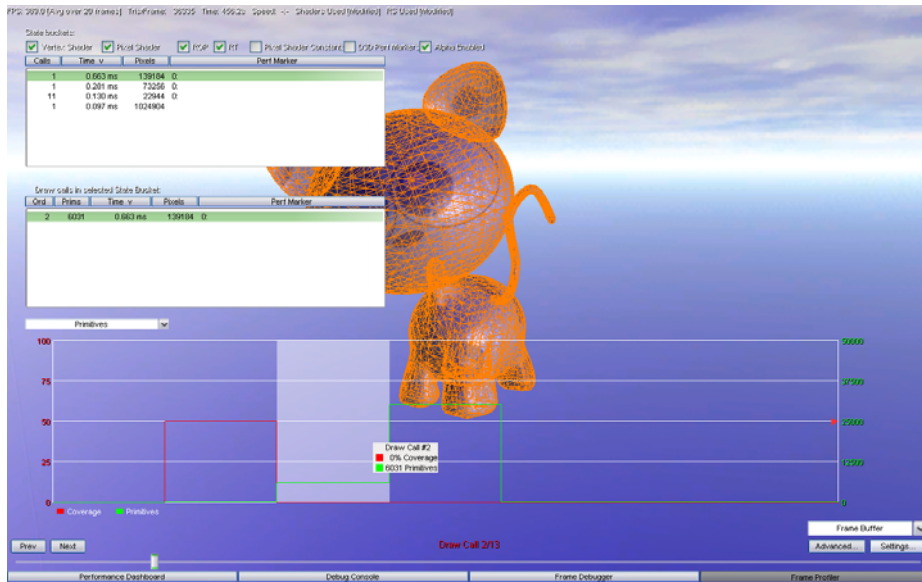 FPS: 389.0 (Avg over 20 frames) Tris/Frame: 36335 Time: 456.2s Speed: -:- Shaders Used [Modified] RS Used [Modified]
State buckets:
Vertex Shader Pixel Shader ROP RT Pixel Shader Constant D3D Perf Marker Alpha Enabled
Calls Time v Pixels Perf Marker
1 0.663 ms 139184 0:
1 0.281 ms 73256 0:
11 0.130 ms 22944 0:
1 0.097 ms 1024904
Draw calls in selected State Bucket:
Ord Prims Time v Pixels Perf Marker
2 6031 0.663 ms 139184 0:
Primitives
100 50000
75 37500
50 25000
Draw Call #2
0% Coverage
25 12500
6031 Primitives
0 0
Coverage Primitives
Frame Buffer
Prev Next Draw Call 2/13 Advanced... Settings...
Performance Dashboard Debug Console Frame Debugger Frame Profiler